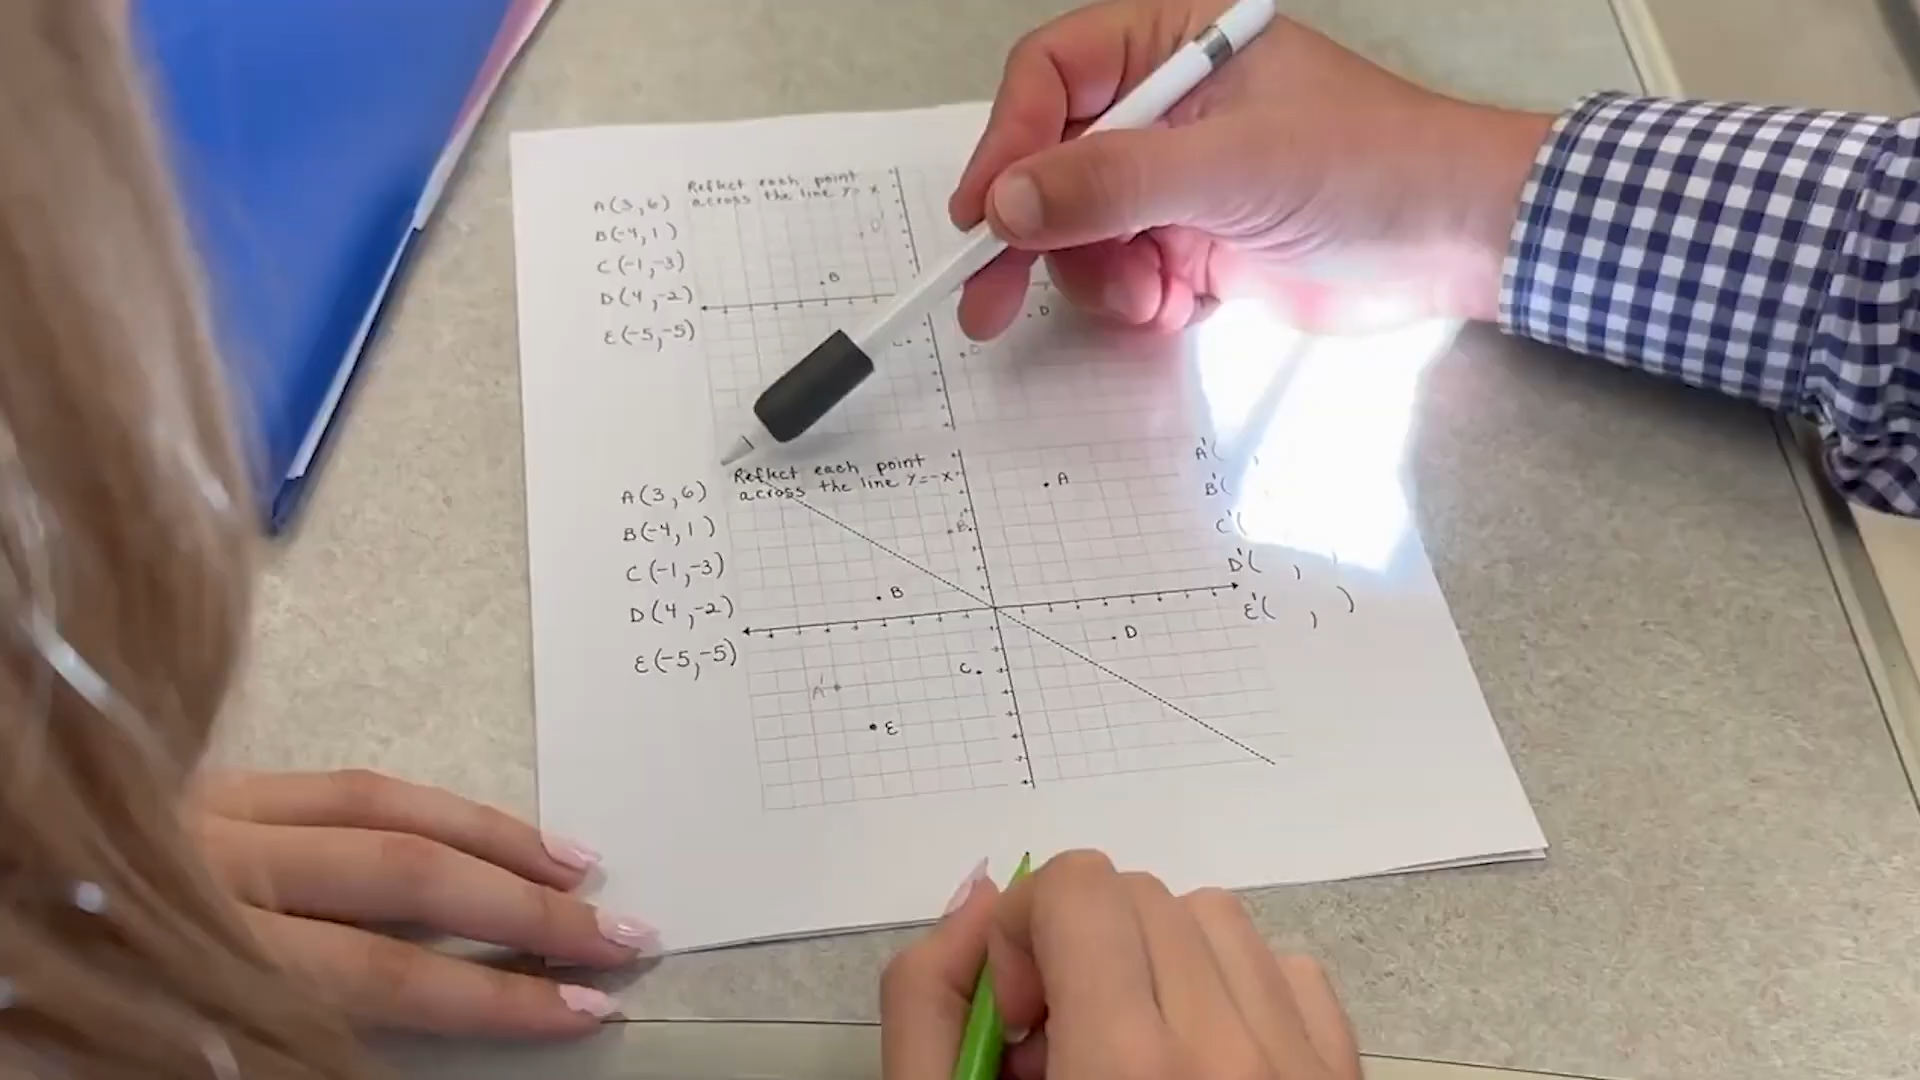 Reflect each point
across the line y= x
A(3,6)
B(-4,1)
C(-1,-3)
D(4,-2)
E(-5,-5)
B
D
C
Reflect each point
across the line y=-x
A(3,6)
B(-4,1)
C(-1,-3)
D(4,-2)
E(-5,-5)
A
B'
B
D
C
A'
E
A'(
B'(
C'(
D'( ,
E'( , )